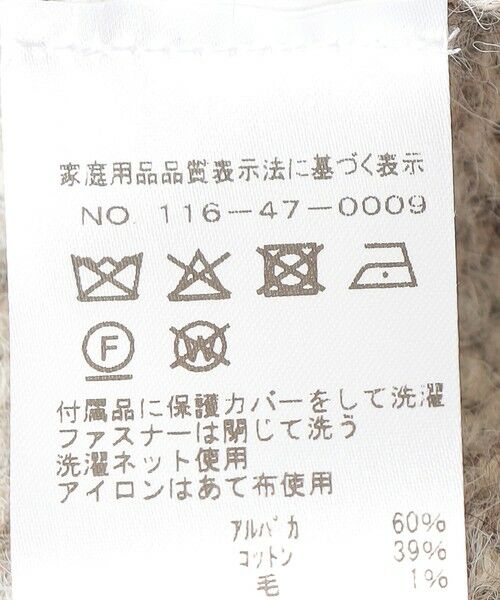 家庭用品品質表示法に基づく表示
NO. 116-47-0009
F W
付属品に保護カバーをして洗濯
ファスナーは閉じて洗う
洗濯ネット使用
アイロンはあて布使用
アルパカ 60%
コットン 39%
毛 1%